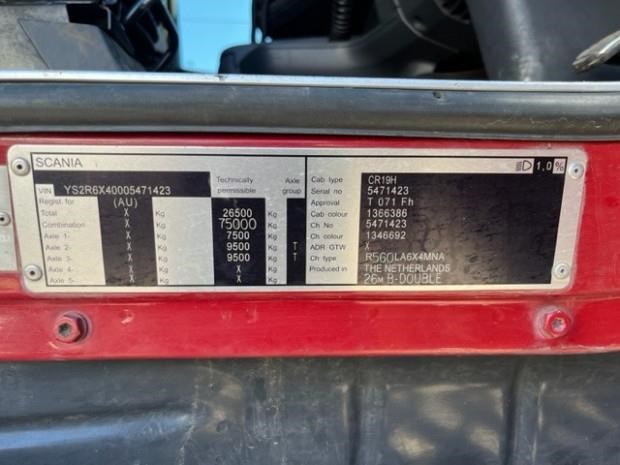 SCANIA 1,0 %
VIN YS2R6X40005471423 Technically permissible Axle group Cab type CR19H
Serial no 5471423
Regist. for (AU) Approval T 071 Fh
Total X Kg 26500 Kg Cab colour 1366386
Combination X Kg 75000 Kg Ch No 5471423
Axle 1- X Kg 7500 Kg Ch colour 1346692
Axle 2- X Kg 9500 Kg T ADR GTW X
Axle 3- X Kg 9500 Kg T Ch type R560LA6X4MNA
Axle 4- X Kg X Kg Produced in THE NETHERLANDS
Axle 5- X Kg X Kg 26M B-DOUBLE